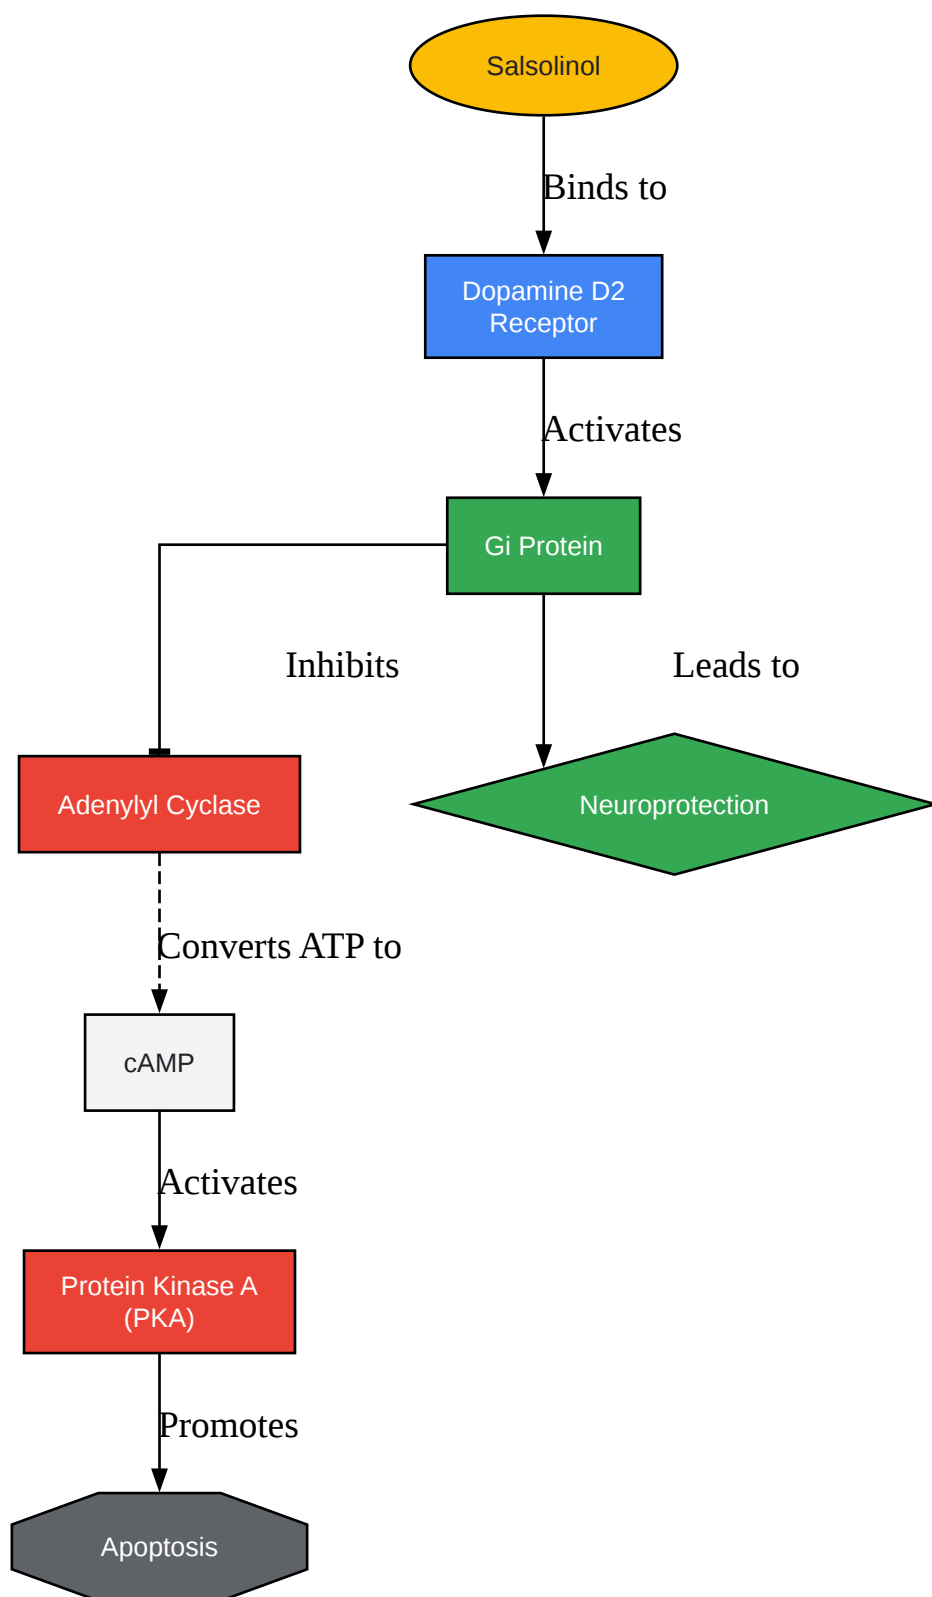 Salsolinol
Binds to
Dopamine D2
Receptor
Activates
Gi Protein
Inhibits
Leads to
Adenylyl Cyclase
Neuroprotection
Converts ATP to
cAMP
Activates
Protein Kinase A
(PKA)
Promotes
Apoptosis